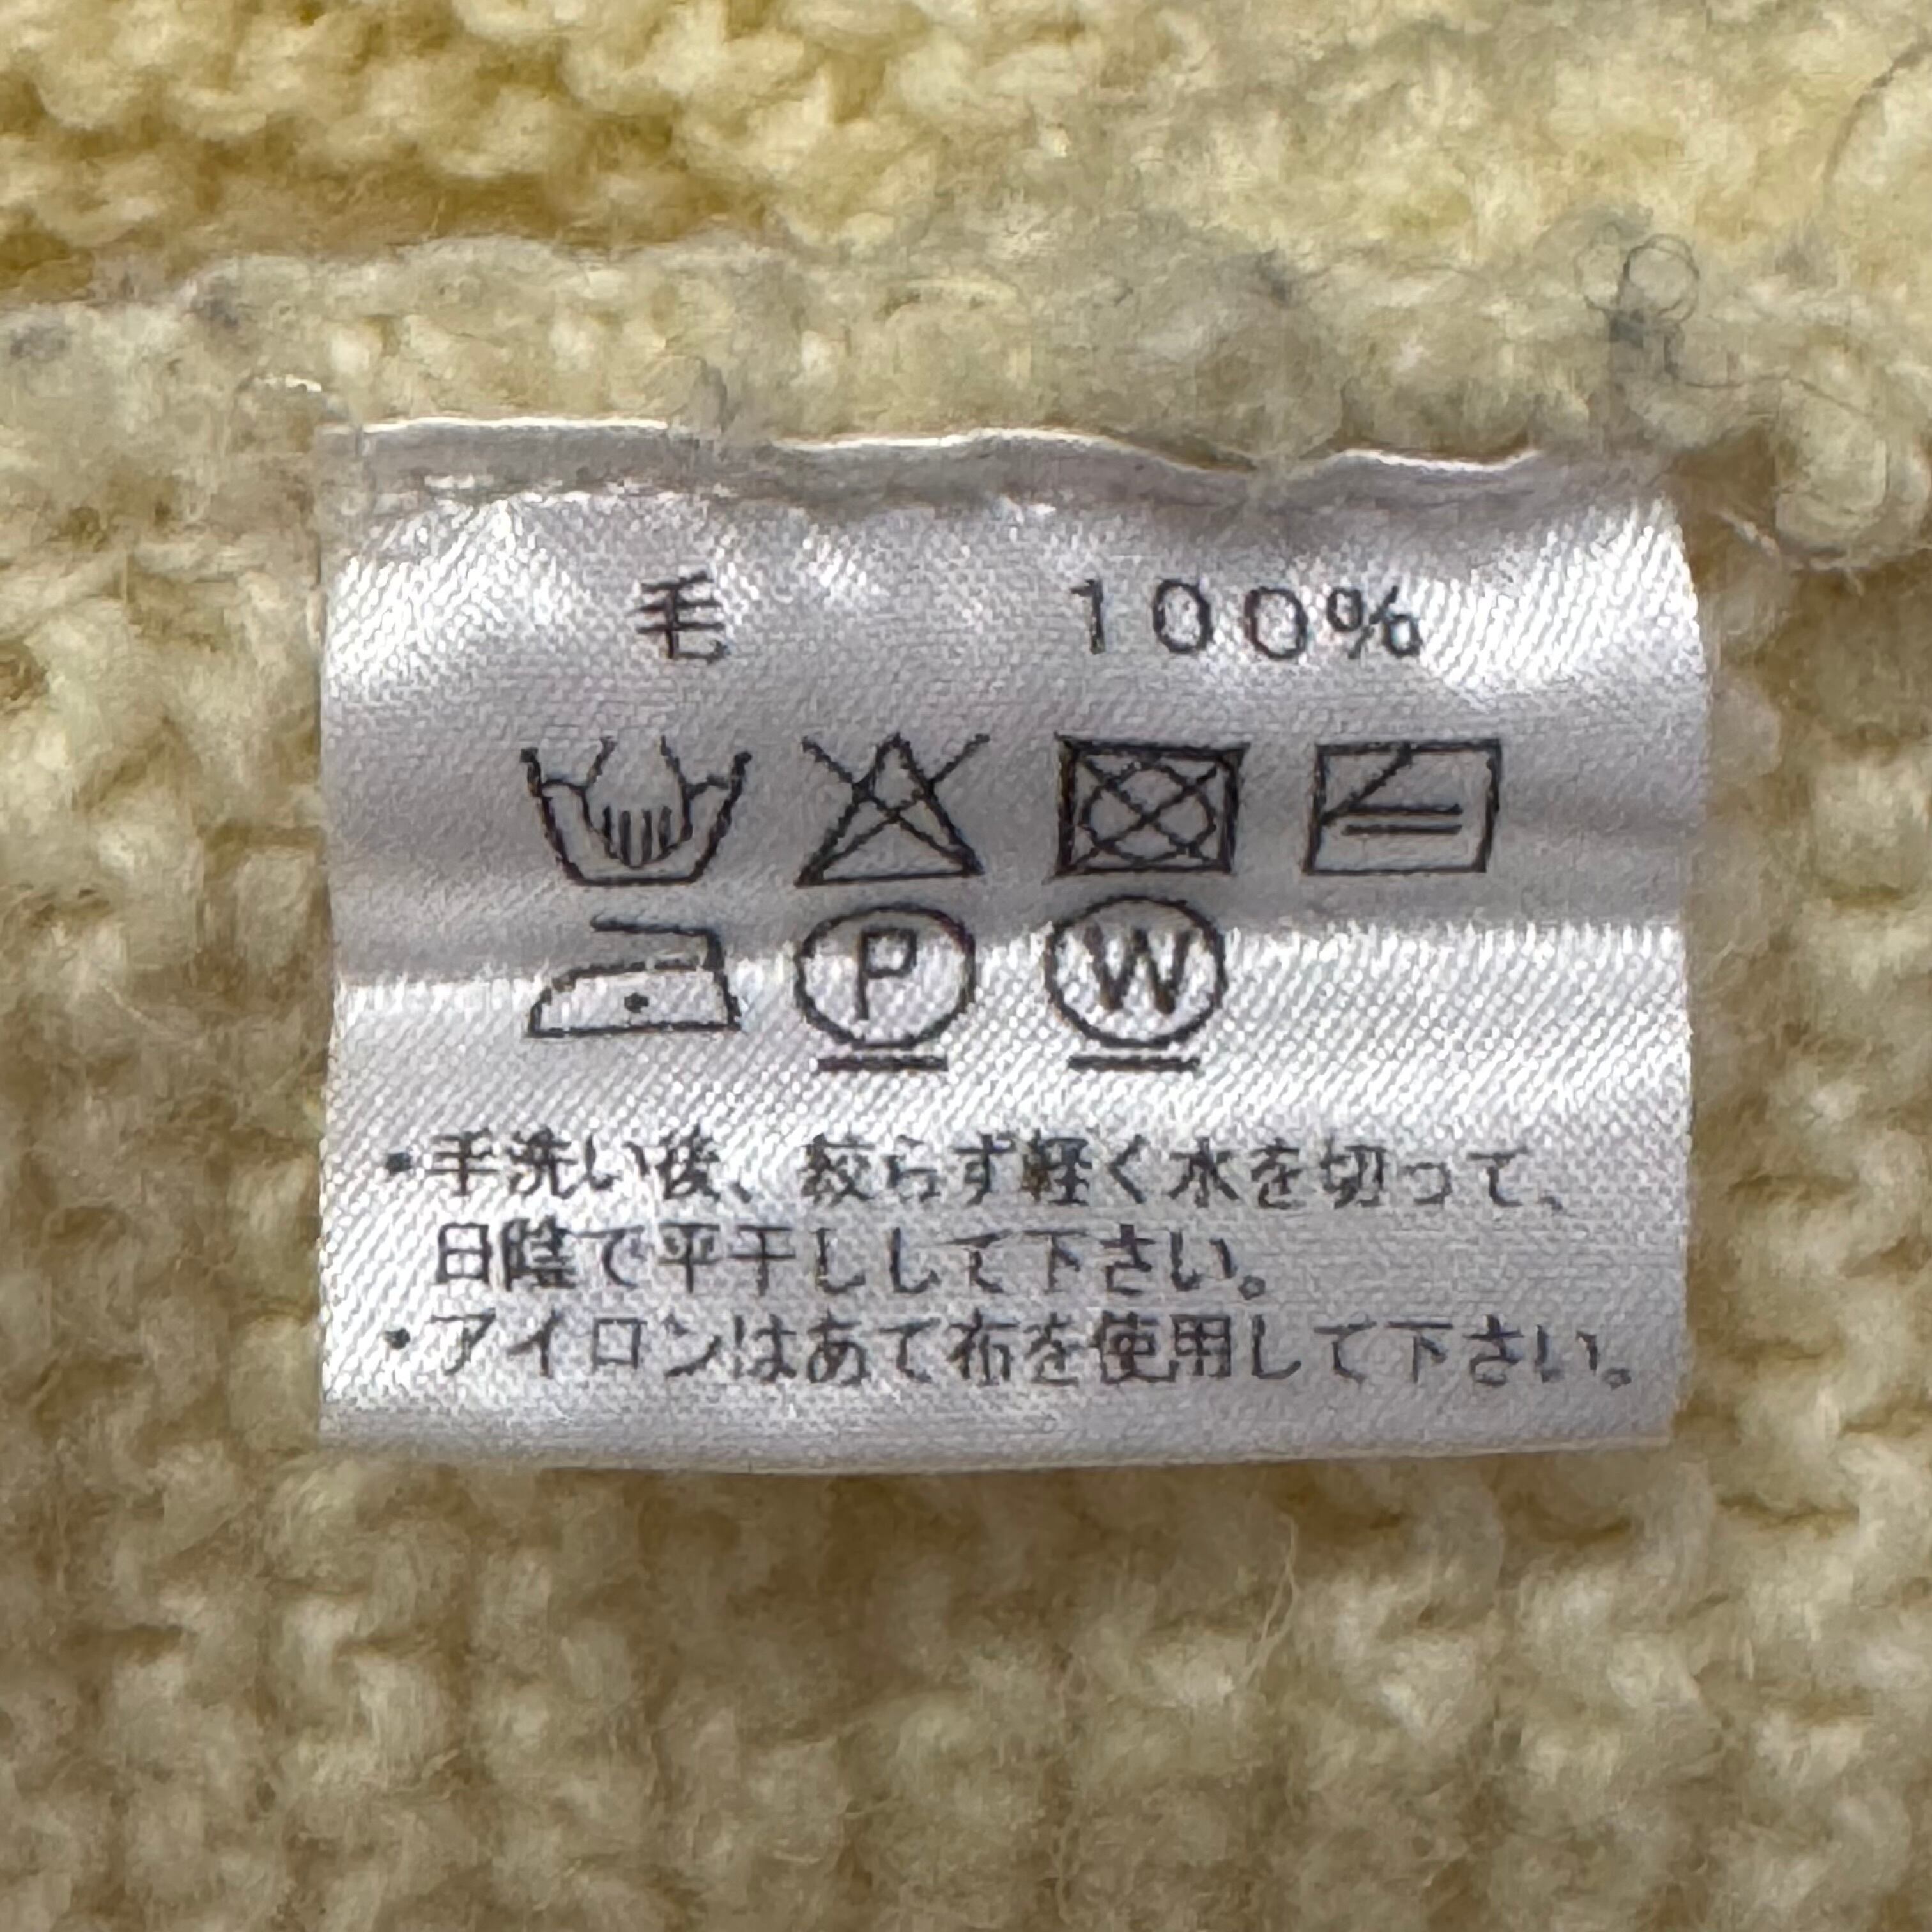 毛 100%
P W
・手洗い後、絞らず軽く水を切って、
日陰で平干しして下さい。
・アイロンはあて布を使用して下さい。